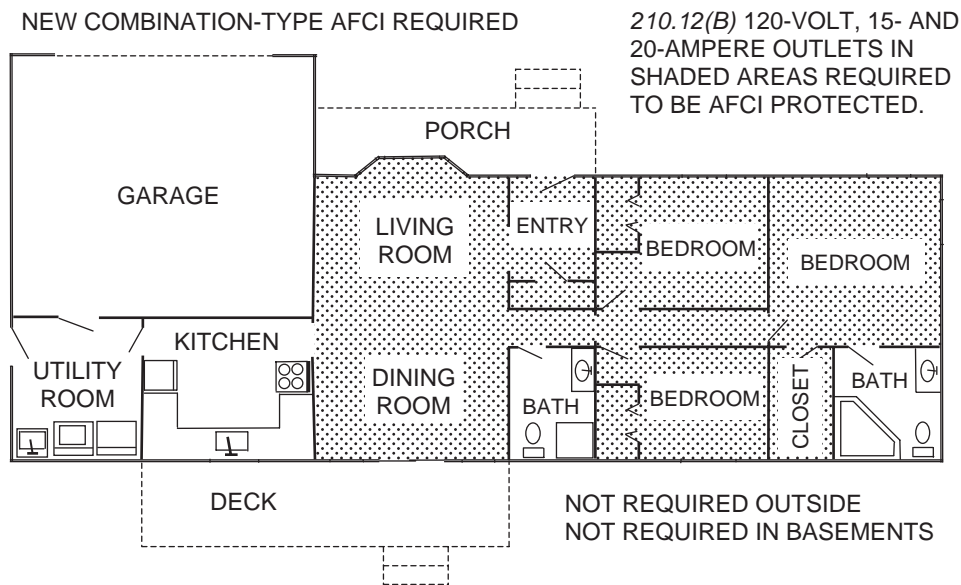 NEW COMBINATION-TYPE AFCI REQUIRED
210.12(B) 120-VOLT, 15- AND
20-AMPERE OUTLETS IN
SHADED AREAS REQUIRED
TO BE AFCI PROTECTED.
PORCH
GARAGE
LIVING
ROOM
ENTRY
BEDROOM
BEDROOM
KITCHEN
UTILITY
ROOM
DINING
ROOM
BATH
BEDROOM
CLOSET
BATH
DECK
NOT REQUIRED OUTSIDE
NOT REQUIRED IN BASEMENTS